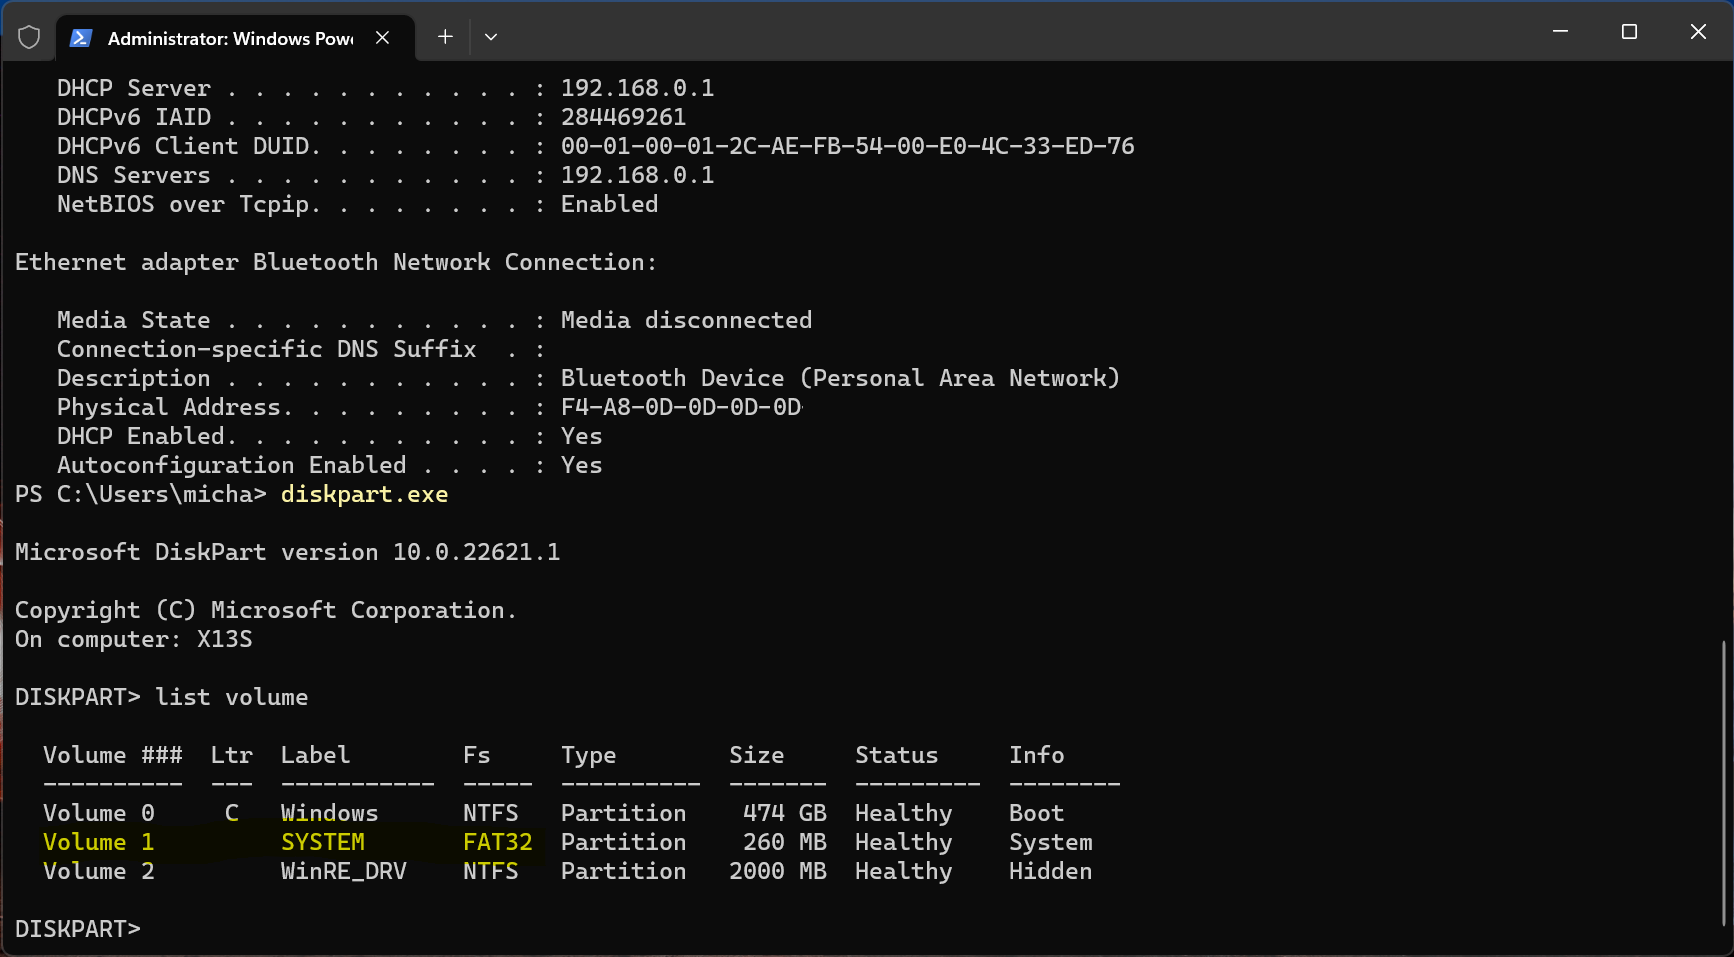 Administrator: Windows Pow
DHCP Server . . . . . . . . . . . : 192.168.0.1
DHCPv6 IAID . . . . . . . . . . . : 284469261
DHCPv6 Client DUID. . . . . . . . : 00-01-00-01-2C-AE-FB-54-00-E0-4C-33-ED-76
DNS Servers . . . . . . . . . . . : 192.168.0.1
NetBIOS over Tcpip. . . . . . . . : Enabled
Ethernet adapter Bluetooth Network Connection:
Media State . . . . . . . . . . . : Media disconnected
Connection-specific DNS Suffix  . :
Description . . . . . . . . . . . : Bluetooth Device (Personal Area Network)
Physical Address. . . . . . . . . : F4-A8-0D-0D-0D-0D
DHCP Enabled. . . . . . . . . . . : Yes
Autoconfiguration Enabled . . . . : Yes
PS C:\Users\micha> diskpart.exe
Microsoft DiskPart version 10.0.22621.1
Copyright (C) Microsoft Corporation.
On computer: X13S
DISKPART> list volume
Volume ###  Ltr  Label        Fs     Type        Size     Status     Info
----------  ---  -----------  -----  ----------  -------  ---------  --------
Volume 0     C   Windows      NTFS   Partition    474 GB  Healthy    Boot
Volume 1         SYSTEM       FAT32  Partition    260 MB  Healthy    System
Volume 2         WinRE_DRV    NTFS   Partition   2000 MB  Healthy    Hidden
DISKPART>